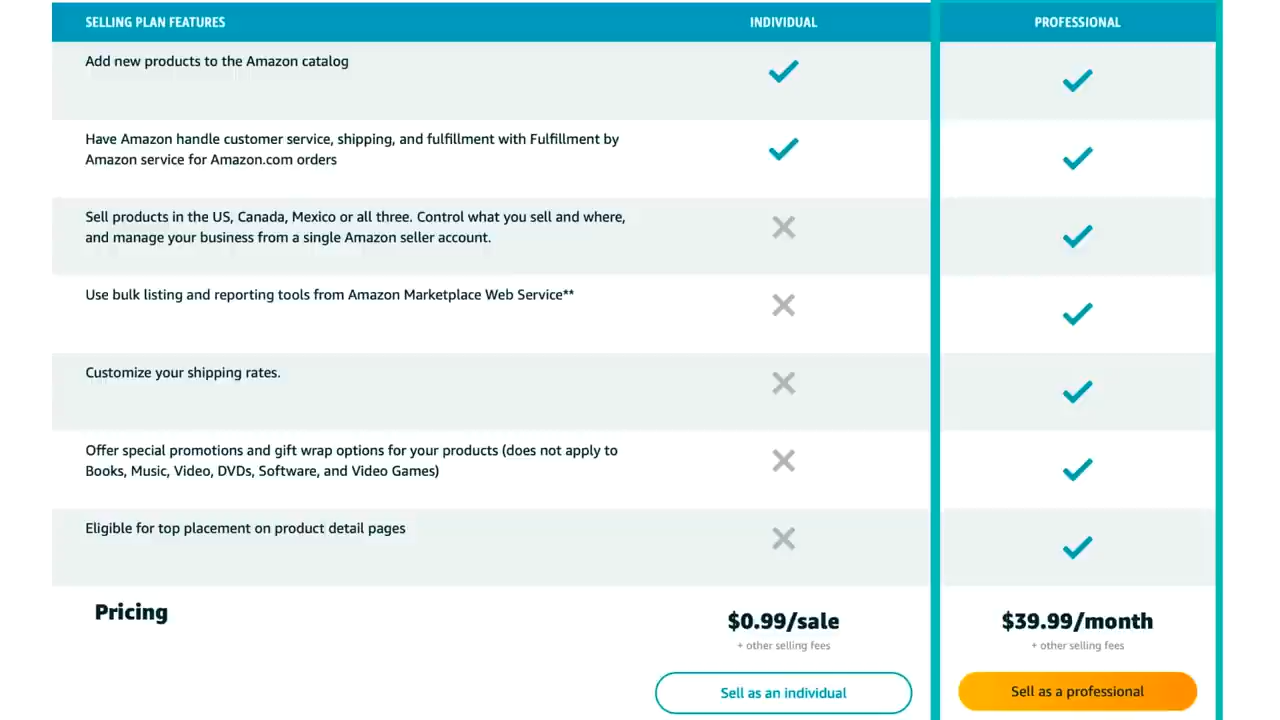 SELLING PLAN FEATURES INDIVIDUAL PROFESSIONAL
Add new products to the Amazon catalog
Have Amazon handle customer service, shipping, and fulfillment with Fulfillment by
Amazon service for Amazon.com orders
Sell products in the US, Canada, Mexico or all three. Control what you sell and where,
and manage your business from a single Amazon seller account.
Use bulk listing and reporting tools from Amazon Marketplace Web Service**
Customize your shipping rates.
Offer special promotions and gift wrap options for your products (does not apply to
Books, Music, Video, DVDs, Software, and Video Games)
Eligible for top placement on product detail pages
Pricing
$0.99/sale $39.99/month
+ other selling fees + other selling fees
Sell as an individual Sell as a professional